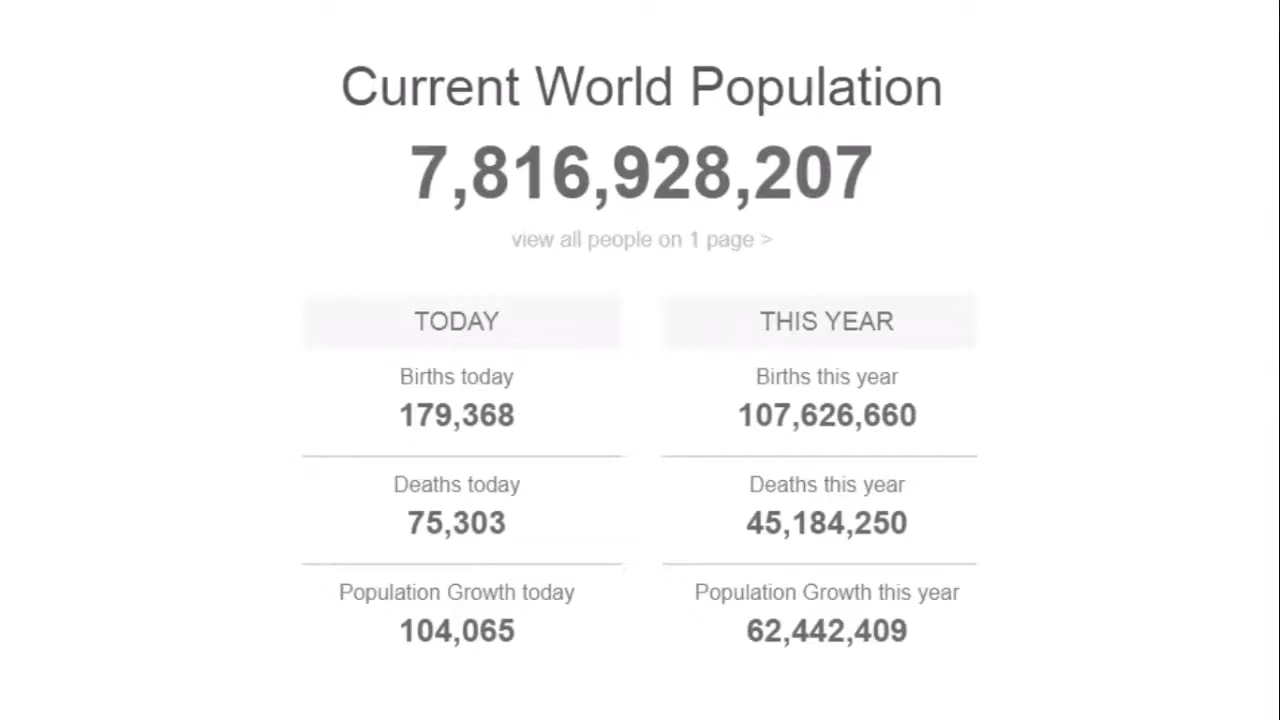 Current World Population
7,816,928,207
view all people on 1 page >
TODAY
Births today
179,368
Deaths today
75,303
Population Growth today
104,065
THIS YEAR
Births this year
107,626,660
Deaths this year
45,184,250
Population Growth this year
62,442,409